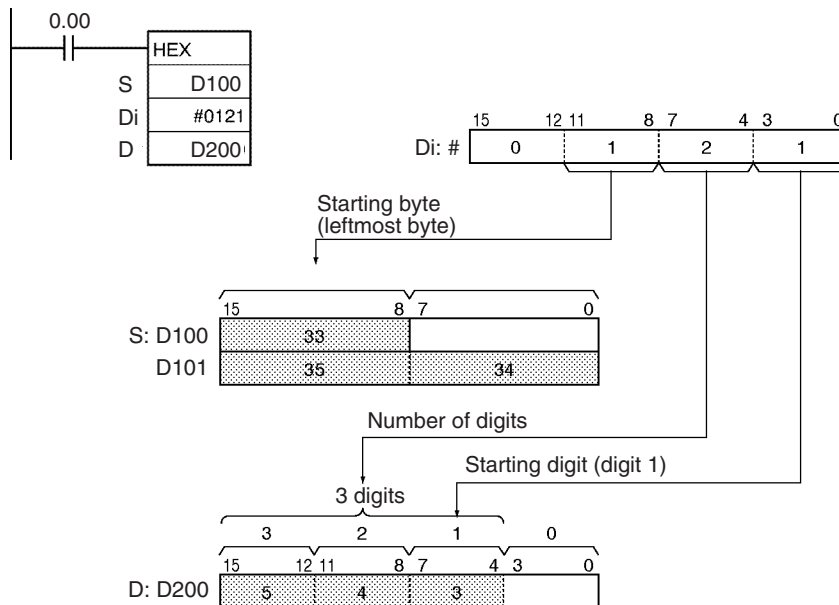 0.00
HEX
S D100
Di #0121
D D200
15 12 11 8 7 4 3 0
Di: # 0 1 2 1
Starting byte
(leftmost byte)
15 8 7 0
S: D100 33
D101 35 34
Number of digits
Starting digit (digit 1)
3 digits
3 2 1 0
15 12 11 8 7 4 3 0
D: D200 5 4 3